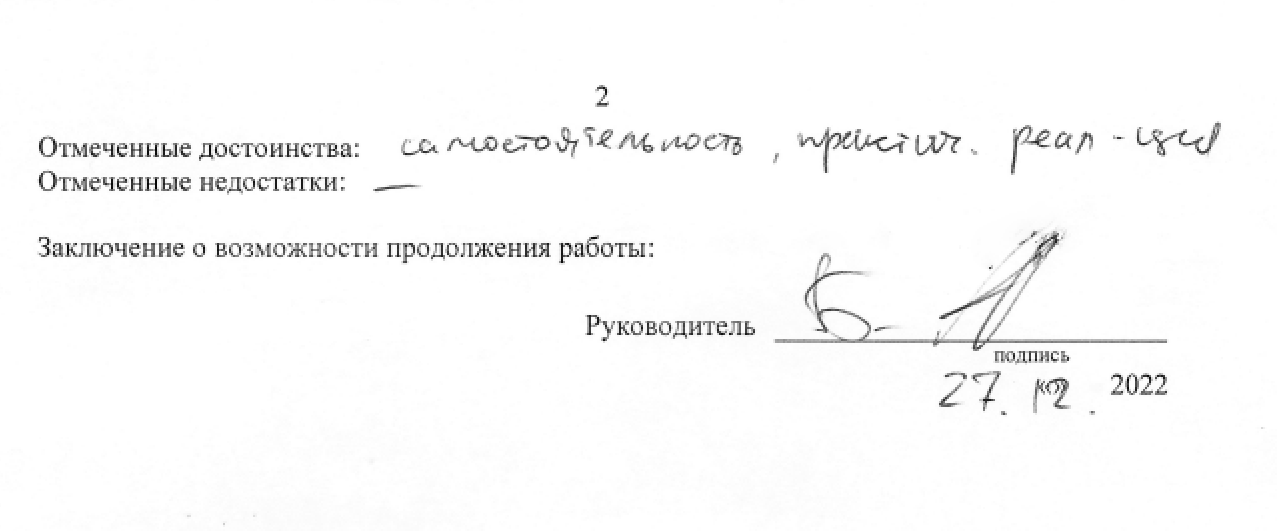 2
Отмеченные достоинства: самостоятельность, практич. реал-ция
Отмеченные недостатки: —
Заключение о возможности продолжения работы:
Руководитель
подпись
27. 12. 2022